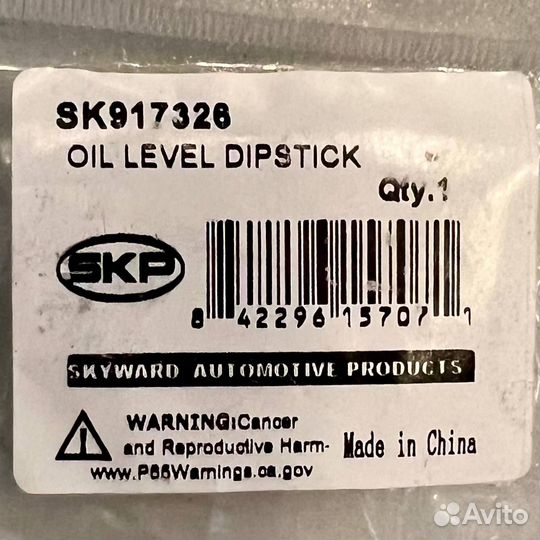 SK917326
OIL LEVEL DIPSTICK
Qty.1
SKP
8 42296 15707 1
SKYWARD AUTOMOTIVE PRODUCTS
WARNING:Cancer
and Reproductive Harm-
www.P65Warnings.ca.gov
Made in China
Avito